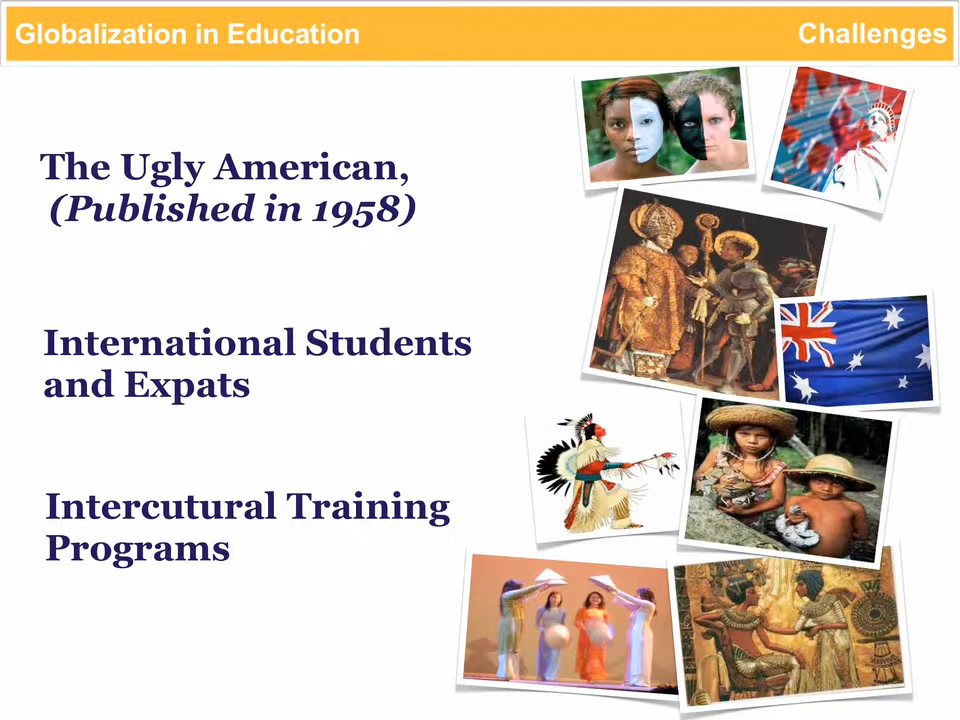 Globalization in Education
Challenges
The Ugly American,
(Published in 1958)
International Students
and Expats
Intercutural Training
Programs